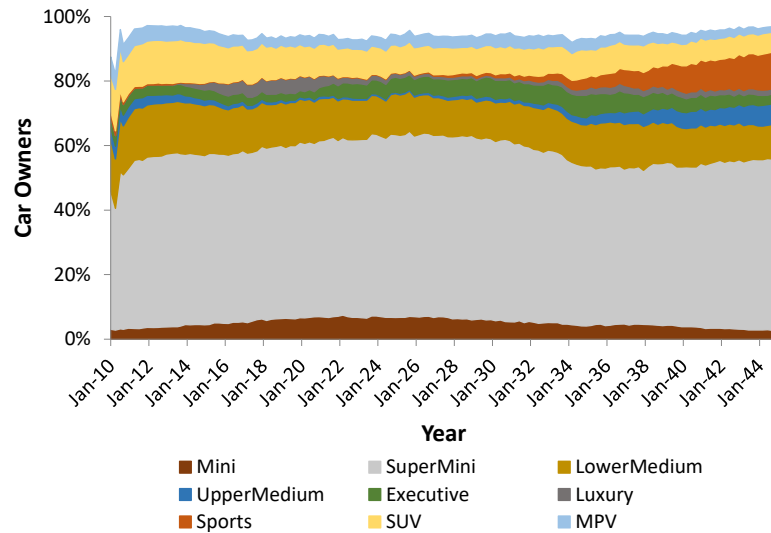 100%
80%
60%
40%
20%
0%
Car Owners
Jan-10
Jan-12
Jan-14
Jan-16
Jan-18
Jan-20
Jan-22
Jan-24
Jan-26
Jan-28
Jan-30
Jan-32
Jan-34
Jan-36
Jan-38
Jan-40
Jan-42
Jan-44
Year
Mini SuperMini LowerMedium
UpperMedium Executive Luxury
Sports SUV MPV